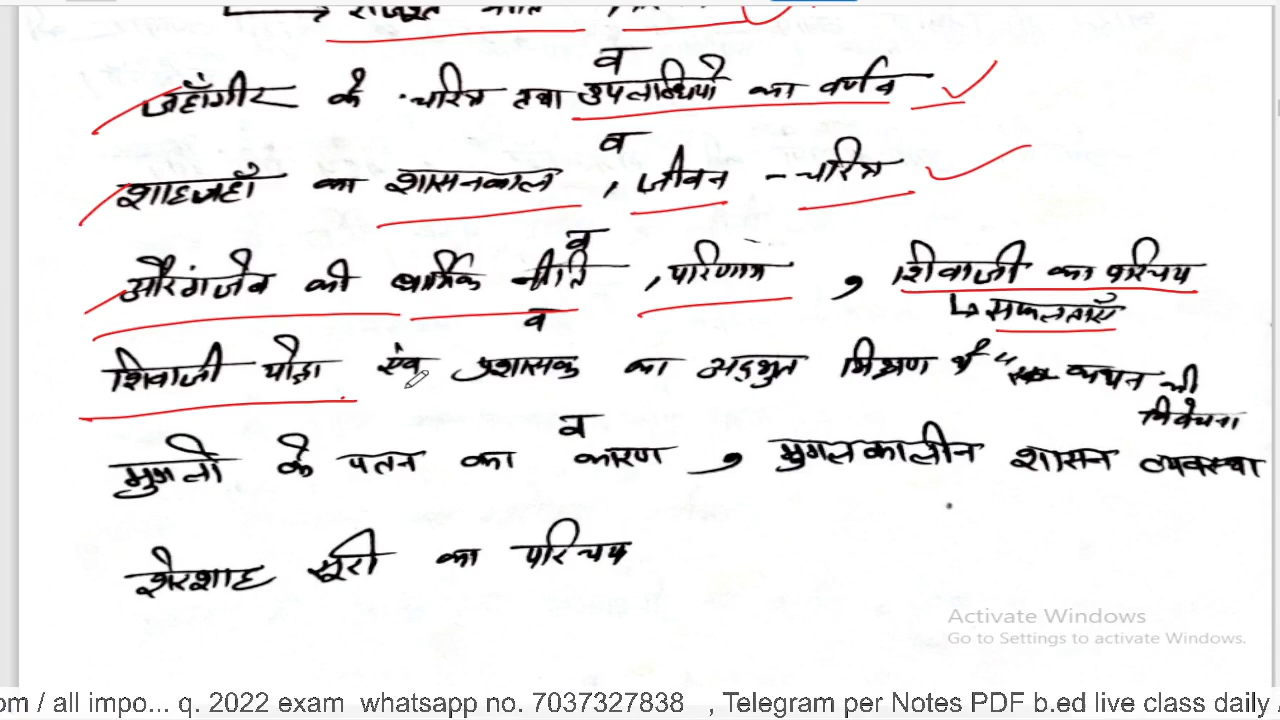 राजपूत नीति
व
जहाँगीर के चरित्र तथा उपलब्धियों का वर्णन
व
शाहजहाँ का शासनकाल , जीवन - चरित्र
व
औरंगजेब की धार्मिक नीति , परिणाम , शिवाजी का परिचय
↳ सफलताएँ
व
शिवाजी योद्धा एंव प्रशासक का अद्भुत मिश्रण थे " कथन की
विवेचना
व
मुगलो के पतन का कारण , मुगलकालीन शासन व्यवस्था
शेरशाह सूरी का परिचय
Activate Windows
Go to Settings to activate Windows.
om / all impo... q. 2022 exam whatsapp no. 7037327838 , Telegram per Notes PDF b.ed live class daily